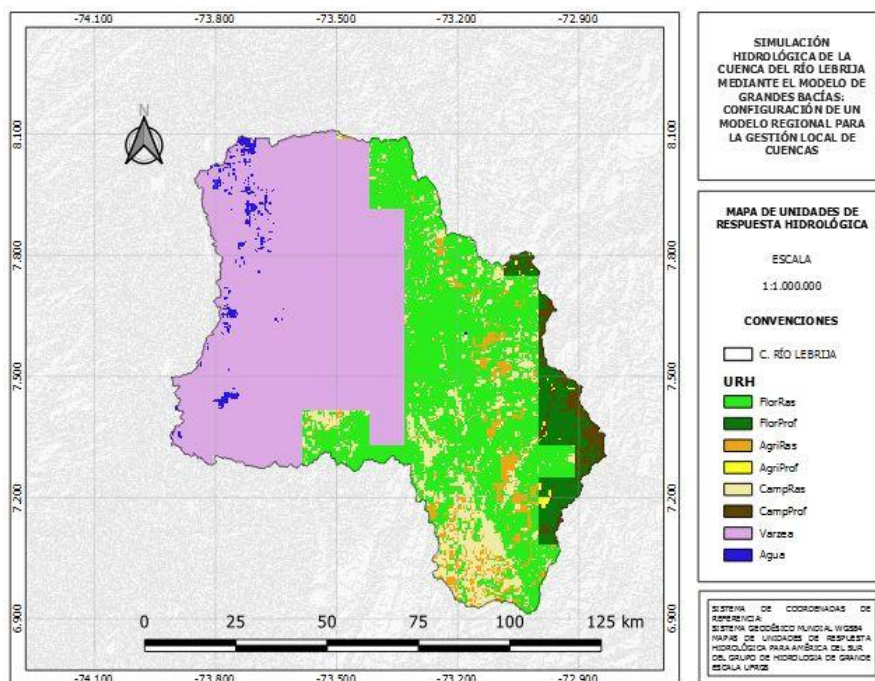 -74.100 -73.800 -73.500 -73.200 -72.900
SIMULACIÓN
HIDROLÓGICA DE LA
CUENCA DEL RÍO LEBRIJA
MEDIANTE EL MODELO DE
GRANDES BACÍAS:
CONFIGURACIÓN DE UN
MODELO REGIONAL PARA
LA GESTIÓN LOCAL DE
CUENCAS
N
8.100 8.100
7.800 7.800
7.500 7.500
7.200 7.200
6.900 6.900
MAPA DE UNIDADES DE
RESPUESTA HIDROLÓGICA
ESCALA
1:1.000.000
CONVENCIONES
C. RÍO LEBRIJA
URH
FlorRas
FlorProf
AgriRas
AgriProf
CampRas
CampProf
Varzea
Agua
0 25 50 75 100 125 km
-74.100 -73.800 -73.500 -73.200 -72.900
SISTEMA DE COORDENADAS DE
REFERENCIA:
SISTEMA GEODÉSICO MUNDIAL WGS84
MAPAS DE UNIDADES DE RESPUESTA
HIDROLÓGICA PARA AMÉRICA DEL SUR
DEL GRUPO DE HIDROLOGIA DE GRANDE
ESCALA UFRGS